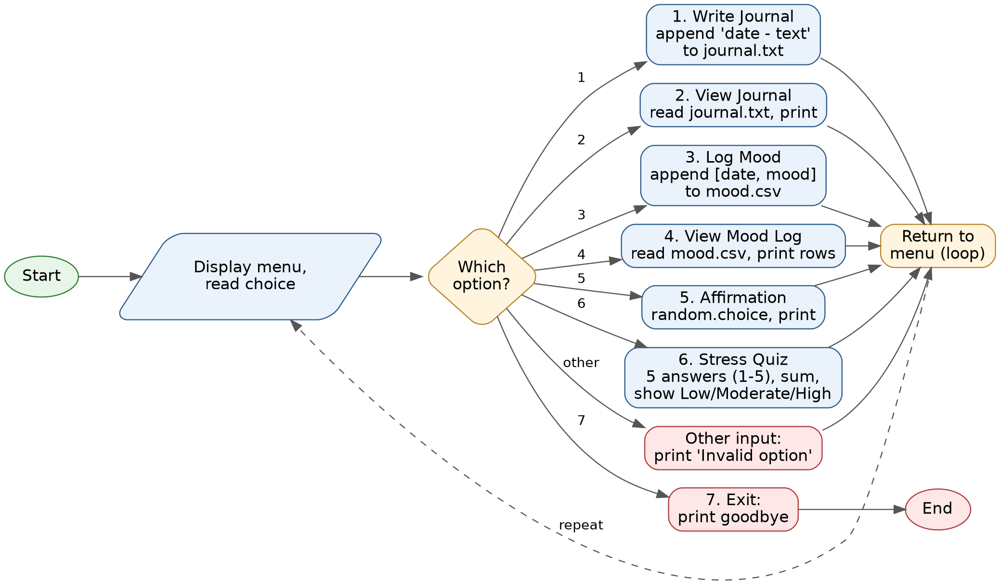 Start
Display menu,
read choice
Which
option?
1
2
3
4
5
6
other
7
repeat
1. Write Journal
append 'date - text'
to journal.txt
2. View Journal
read journal.txt, print
3. Log Mood
append [date, mood]
to mood.csv
4. View Mood Log
read mood.csv, print rows
5. Affirmation
random.choice, print
6. Stress Quiz
5 answers (1-5), sum,
show Low/Moderate/High
Other input:
print 'Invalid option'
7. Exit:
print goodbye
Return to
menu (loop)
End